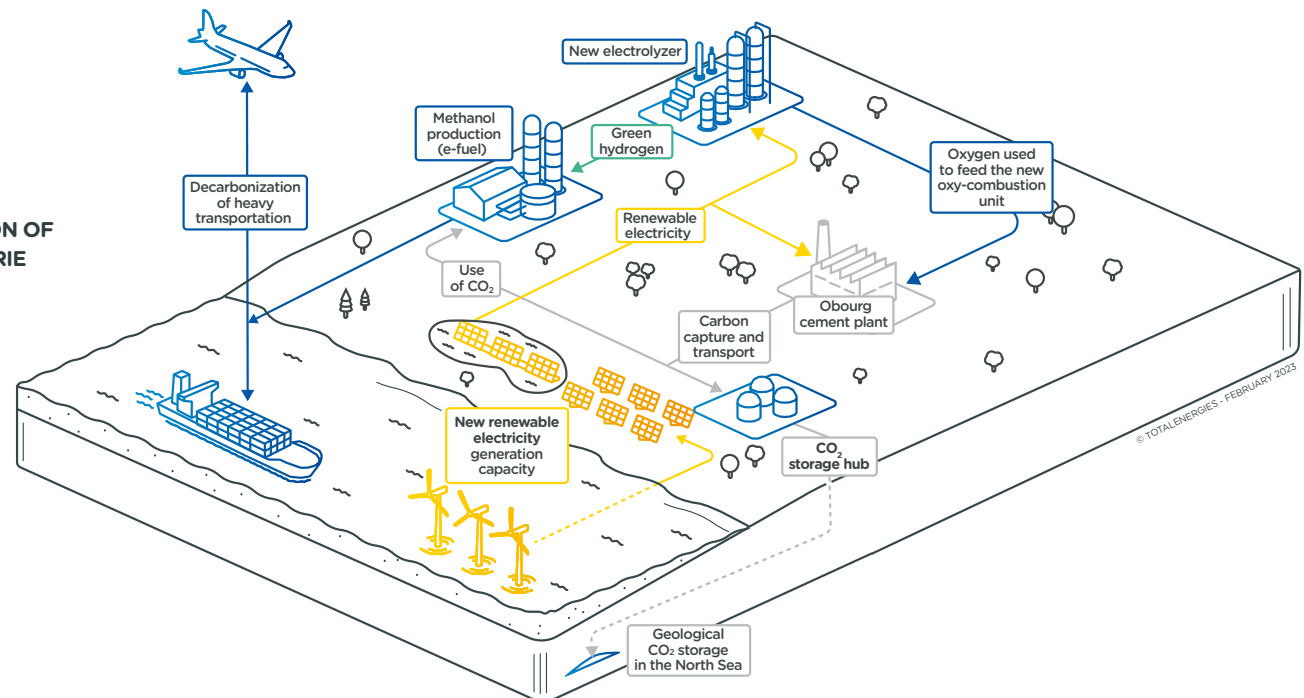 ON OF
RIE
New electrolyzer
Methanol
production
(e-fuel)
Green
hydrogen
Oxygen used
to feed the new
oxy-combustion
unit
Decarbonization
of heavy
transportation
Renewable
electricity
Use
of CO₂
Obourg
cement plant
Carbon
capture and
transport
© TOTALENERGIES - FEBRUARY 2023
New renewable
electricity
generation
capacity
CO₂
storage hub
Geological
CO₂ storage
in the North Sea